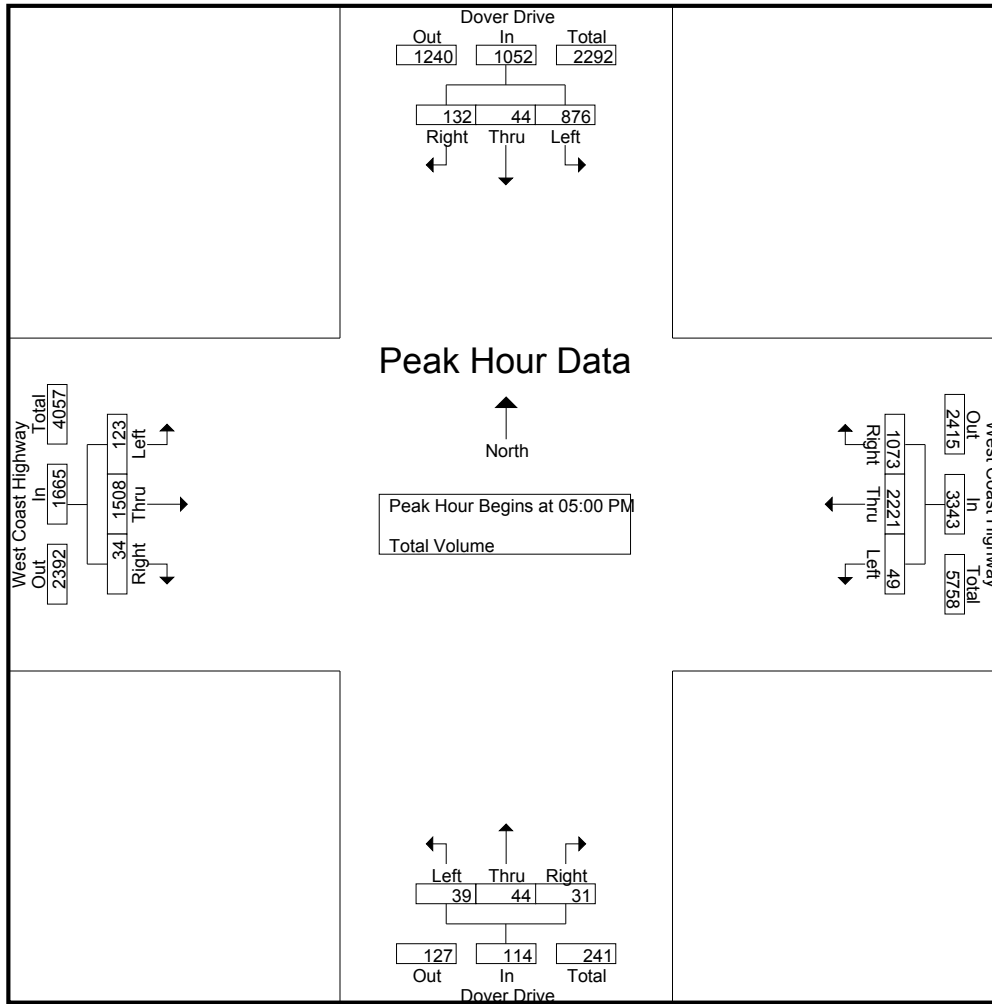 Dover Drive
Out In Total
1240 1052 2292
132 44 876
Right Thru Left
Peak Hour Data
North
Peak Hour Begins at 05:00 PM
Total Volume
West Coast Highway
Total In Out
4057 1665 2392
123 1508 34
Left Thru Right
West Coast Highway
Out In Total
2415 3343 5758
1073 2221 49
Right Thru Left
Left Thru Right
39 44 31
127 114 241
Out In Total
Dover Drive